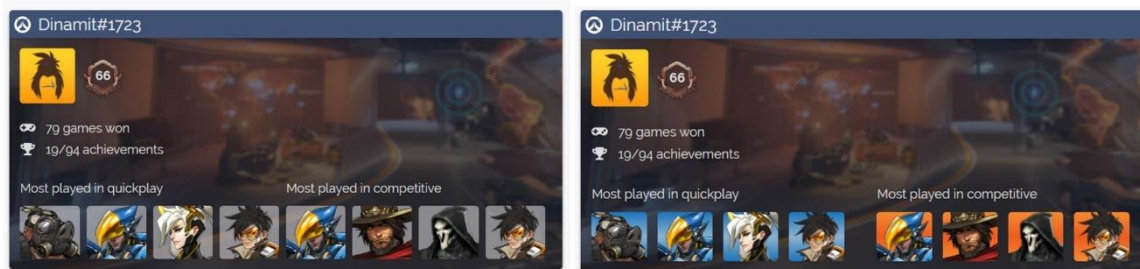 Dinamit#1723
66
79 games won
19/94 achievements
Most played in quickplay Most played in competitive
Dinamit#1723
66
79 games won
19/94 achievements
Most played in quickplay Most played in competitive